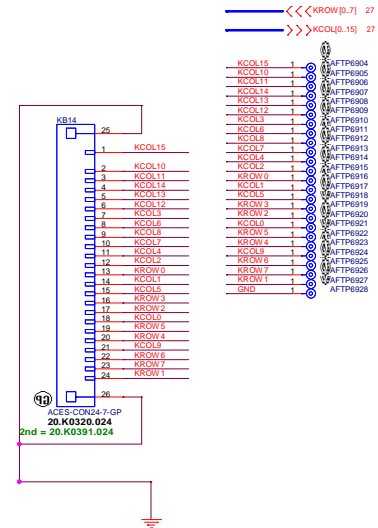 KROW[0..7] 27
KCOL[0..15] 27
KCOL15 1 AFTP6904
KCOL10 1 AFTP6905
KCOL11 1 AFTP6906
KCOL14 1 AFTP6907
KCOL13 1 AFTP6908
KCOL12 1 AFTP6909
KCOL3 1 AFTP6910
KCOL6 1 AFTP6911
KCOL8 1 AFTP6912
KCOL7 1 AFTP6913
KCOL4 1 AFTP6914
KCOL2 1 AFTP6915
KROW0 1 AFTP6916
KCOL1 1 AFTP6917
KCOL5 1 AFTP6918
KROW3 1 AFTP6919
KROW2 1 AFTP6920
KCOL0 1 AFTP6921
KROW5 1 AFTP6922
KROW4 1 AFTP6923
KCOL9 1 AFTP6924
KROW6 1 AFTP6925
KROW7 1 AFTP6926
KROW1 1 AFTP6927
GND 1 AFTP6928
KB14
25
1 KCOL15
2 KCOL10
3 KCOL11
4 KCOL14
5 KCOL13
6 KCOL12
7 KCOL3
8 KCOL6
9 KCOL8
10 KCOL7
11 KCOL4
12 KCOL2
13 KROW0
14 KCOL1
15 KCOL5
16 KROW3
17 KROW2
18 KCOL0
19 KROW5
20 KROW4
21 KCOL9
22 KROW6
23 KROW7
24 KROW1
26
ACES-CON24-7-GP
20.K0320.024
2nd = 20.K0391.024